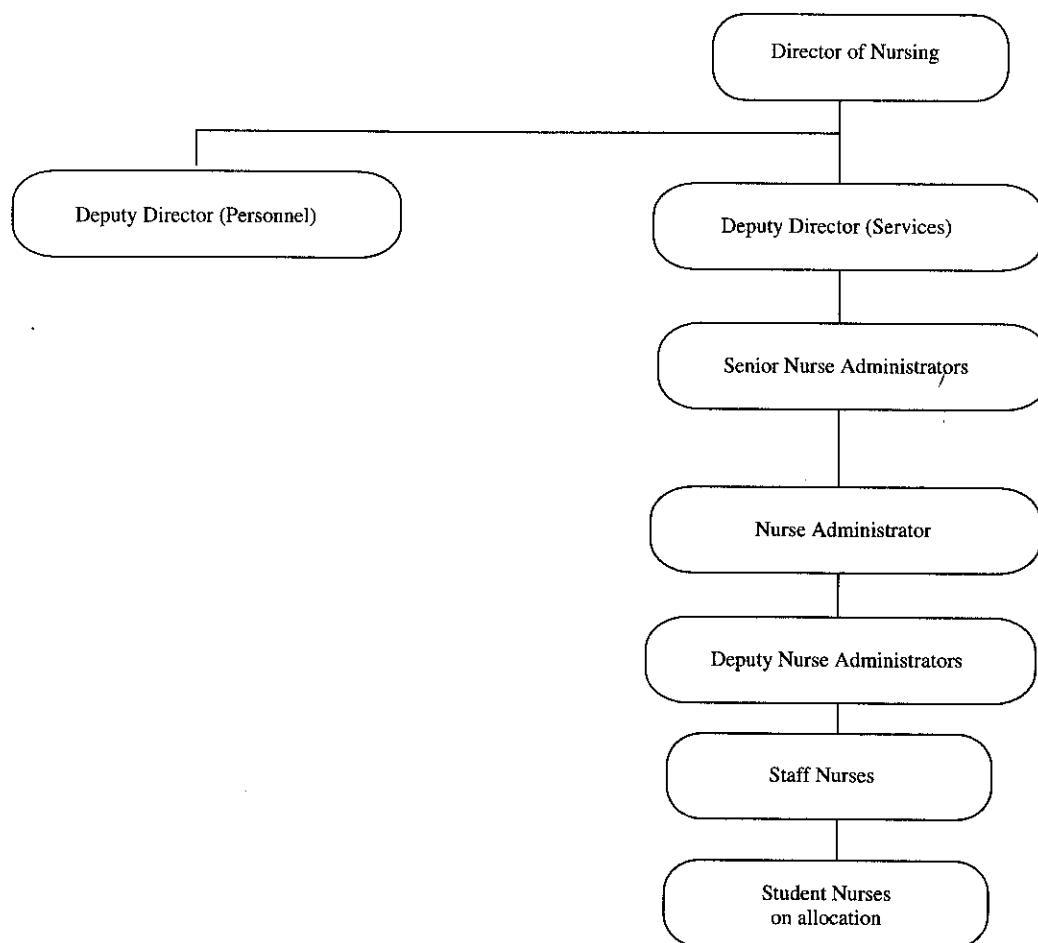 Director of Nursing
Deputy Director (Personnel)
Deputy Director (Services)
Senior Nurse Administrators
Nurse Administrator
Deputy Nurse Administrators
Staff Nurses
Student Nurses
on allocation